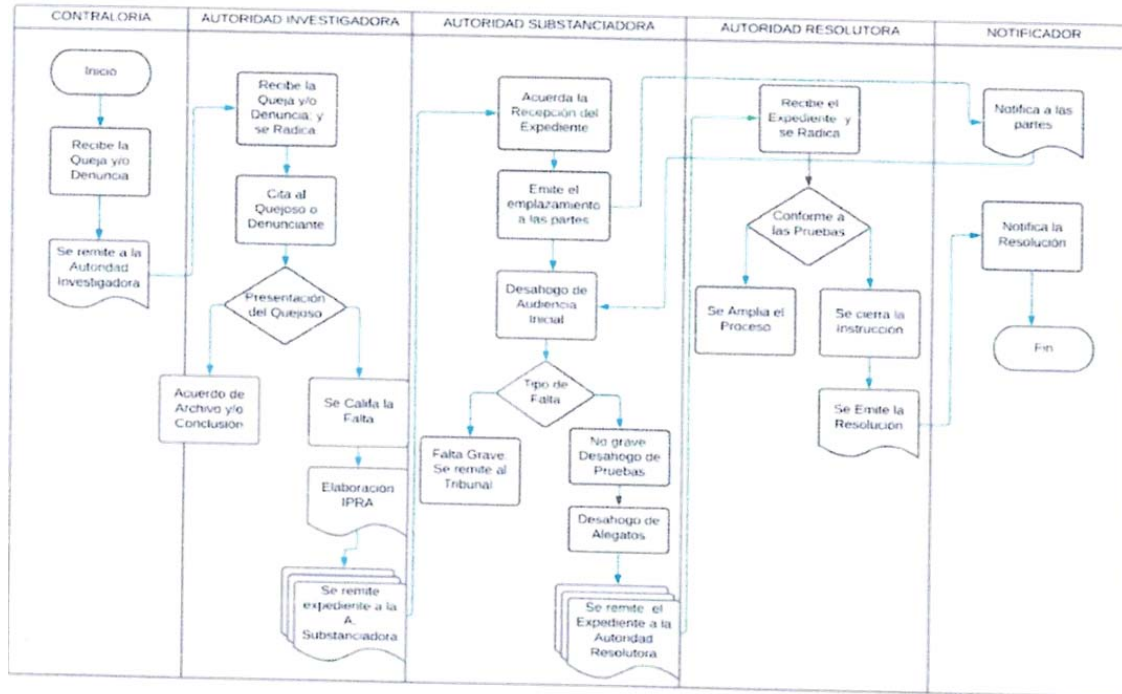 CONTRALORIA
AUTORIDAD INVESTIGADORA
AUTORIDAD SUBSTANCIADORA
AUTORIDAD RESOLUTORA
NOTIFICADOR
Inicio
Recibe la
Queja y/o
Denuncia
Se remite a la
Autoridad
Investigadora
Recibe la
Queja y/o
Denuncia; y
se Radica
Cita al
Quejoso o
Denunciante
Presentación
del Quejoso
Acuerdo de
Archivo y/o
Conclusión
Se Califa la
Falta
Elaboración
IPRA
Se remite
expediente a la
A.
Substanciadora
Acuerda la
Recepción del
Expediente
Emite el
emplazamiento
a las partes
Desahogo de
Audiencia
Inicial
Tipo de
Falta
Falta Grave
Se remite al
Tribunal
No grave
Desahogo de
Pruebas
Desahogo de
Alegatos
Se remite el
Expediente a la
Autoridad
Resolutora
Recibe el
Expediente y
se Radica
Conforme a
las Pruebas
Se Amplia el
Proceso
Se cierra la
instrucción
Se Emite la
Resolución
Notifica a las
partes
Notifica la
Resolución
Fin